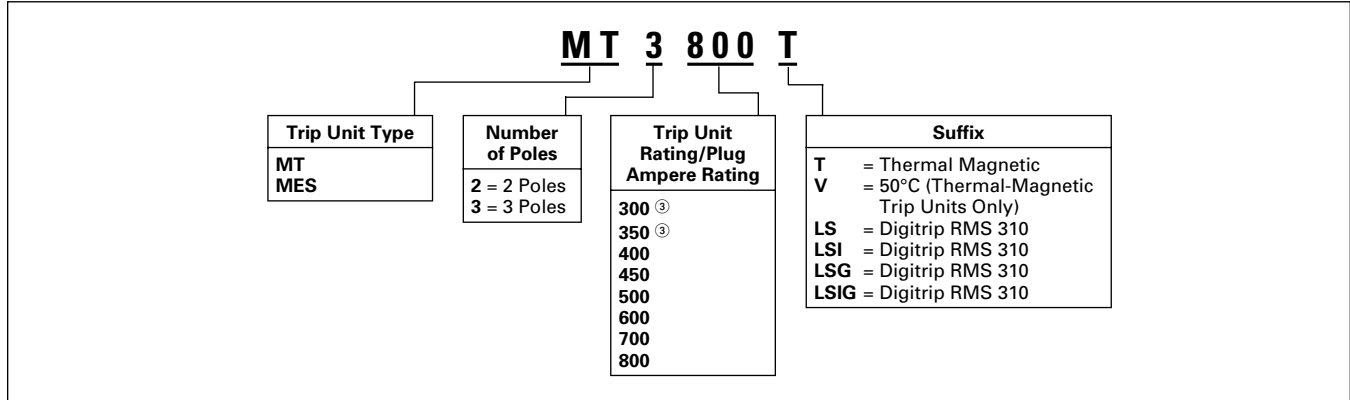 MT 3 800 T
Trip Unit Type
MT
MES
Number
of Poles
2 = 2 Poles
3 = 3 Poles
Trip Unit
Rating/Plug
Ampere Rating
300 ③
350 ③
400
450
500
600
700
800
Suffix
T = Thermal Magnetic
V = 50°C (Thermal-Magnetic
Trip Units Only)
LS = Digitrip RMS 310
LSI = Digitrip RMS 310
LSG = Digitrip RMS 310
LSIG = Digitrip RMS 310